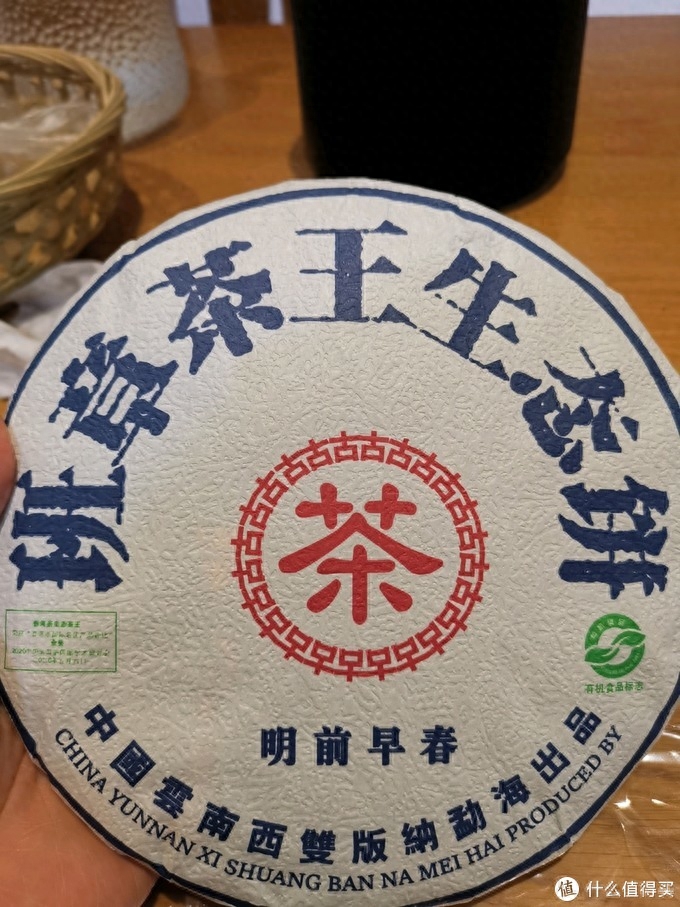 班章茶王生态饼
茶
有机食品标志
明前早春
中國雲南西雙版納勐海出品
CHINA YUNNAN XI SHUANG BAN NA MEI HAI PRODUCED BY
值 什么值得买